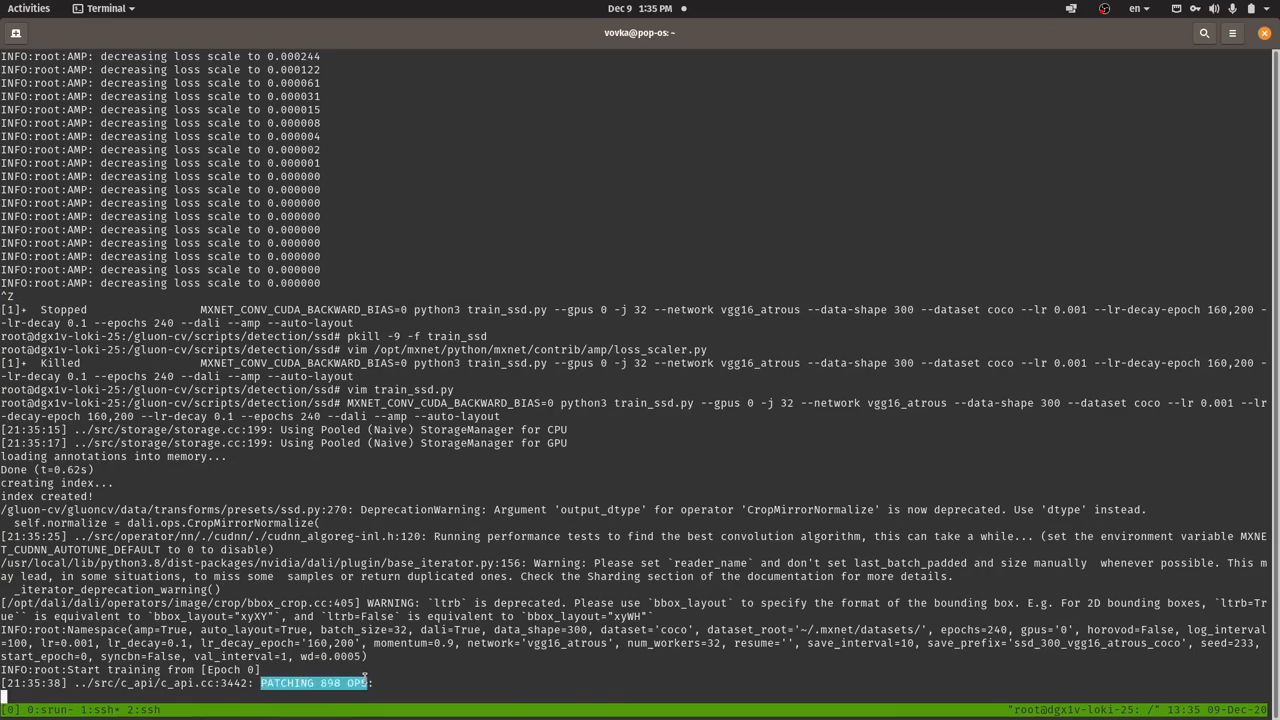 Activities
Terminal
Dec 9 1:35 PM
en
vovka@pop-os: ~
INFO:root:AMP: decreasing loss scale to 0.000244
INFO:root:AMP: decreasing loss scale to 0.000122
INFO:root:AMP: decreasing loss scale to 0.000061
INFO:root:AMP: decreasing loss scale to 0.000031
INFO:root:AMP: decreasing loss scale to 0.000015
INFO:root:AMP: decreasing loss scale to 0.000008
INFO:root:AMP: decreasing loss scale to 0.000004
INFO:root:AMP: decreasing loss scale to 0.000002
INFO:root:AMP: decreasing loss scale to 0.000001
INFO:root:AMP: decreasing loss scale to 0.000000
INFO:root:AMP: decreasing loss scale to 0.000000
INFO:root:AMP: decreasing loss scale to 0.000000
INFO:root:AMP: decreasing loss scale to 0.000000
INFO:root:AMP: decreasing loss scale to 0.000000
INFO:root:AMP: decreasing loss scale to 0.000000
INFO:root:AMP: decreasing loss scale to 0.000000
INFO:root:AMP: decreasing loss scale to 0.000000
INFO:root:AMP: decreasing loss scale to 0.000000
^Z
[1]+  Stopped                 MXNET_CONV_CUDA_BACKWARD_BIAS=0 python3 train_ssd.py --gpus 0 -j 32 --network vgg16_atrous --data-shape 300 --dataset coco --lr 0.001 --lr-decay-epoch 160,200 -
-lr-decay 0.1 --epochs 240 --dali --amp --auto-layout
root@dgx1v-loki-25:/gluon-cv/scripts/detection/ssd# pkill -9 -f train_ssd
root@dgx1v-loki-25:/gluon-cv/scripts/detection/ssd# vim /opt/mxnet/python/mxnet/contrib/amp/loss_scaler.py
[1]+  Killed                  MXNET_CONV_CUDA_BACKWARD_BIAS=0 python3 train_ssd.py --gpus 0 -j 32 --network vgg16_atrous --data-shape 300 --dataset coco --lr 0.001 --lr-decay-epoch 160,200 -
-lr-decay 0.1 --epochs 240 --dali --amp --auto-layout
root@dgx1v-loki-25:/gluon-cv/scripts/detection/ssd# vim train_ssd.py
root@dgx1v-loki-25:/gluon-cv/scripts/detection/ssd# MXNET_CONV_CUDA_BACKWARD_BIAS=0 python3 train_ssd.py --gpus 0 -j 32 --network vgg16_atrous --data-shape 300 --dataset coco --lr 0.001 --lr
-decay-epoch 160,200 --lr-decay 0.1 --epochs 240 --dali --amp --auto-layout
[21:35:15] ../src/storage/storage.cc:199: Using Pooled (Naive) StorageManager for CPU
[21:35:17] ../src/storage/storage.cc:199: Using Pooled (Naive) StorageManager for GPU
loading annotations into memory...
Done (t=0.62s)
creating index...
index created!
/gluon-cv/gluoncv/data/transforms/presets/ssd.py:270: DeprecationWarning: Argument 'output_dtype' for operator 'CropMirrorNormalize' is now deprecated. Use 'dtype' instead.
self.normalize = dali.ops.CropMirrorNormalize(
[21:35:25] ../src/operator/nn/./cudnn/./cudnn_algoreg-inl.h:120: Running performance tests to find the best convolution algorithm, this can take a while... (set the environment variable MXNE
T_CUDNN_AUTOTUNE_DEFAULT to 0 to disable)
/usr/local/lib/python3.8/dist-packages/nvidia/dali/plugin/base_iterator.py:156: Warning: Please set `reader_name` and don't set last_batch_padded and size manually  whenever possible. This m
ay lead, in some situations, to miss some  samples or return duplicated ones. Check the Sharding section of the documentation for more details.
_iterator_deprecation_warning()
[/opt/dali/dali/operators/image/crop/bbox_crop.cc:405] WARNING: `ltrb` is deprecated. Please use `bbox_layout` to specify the format of the bounding box. E.g. For 2D bounding boxes, `ltrb=Tr
ue`` is equivalent to `bbox_layout="xyXY"`, and `ltrb=False` is equivalent to `bbox_layout="xyWH"`
INFO:root:Namespace(amp=True, auto_layout=True, batch_size=32, dali=True, data_shape=300, dataset='coco', dataset_root='~/.mxnet/datasets/', epochs=240, gpus='0', horovod=False, log_interval
=100, lr=0.001, lr_decay=0.1, lr_decay_epoch='160,200', momentum=0.9, network='vgg16_atrous', num_workers=32, resume='', save_interval=10, save_prefix='ssd_300_vgg16_atrous_coco', seed=233,
start_epoch=0, syncbn=False, val_interval=1, wd=0.0005)
INFO:root:Start training from [Epoch 0]
[21:35:38] ../src/c_api/c_api.cc:3442: PATCHING 898 OPS:
[0] 0:srun- 1:ssh* 2:ssh
"root@dgx1v-loki-25: /" 13:35 09-Dec-20